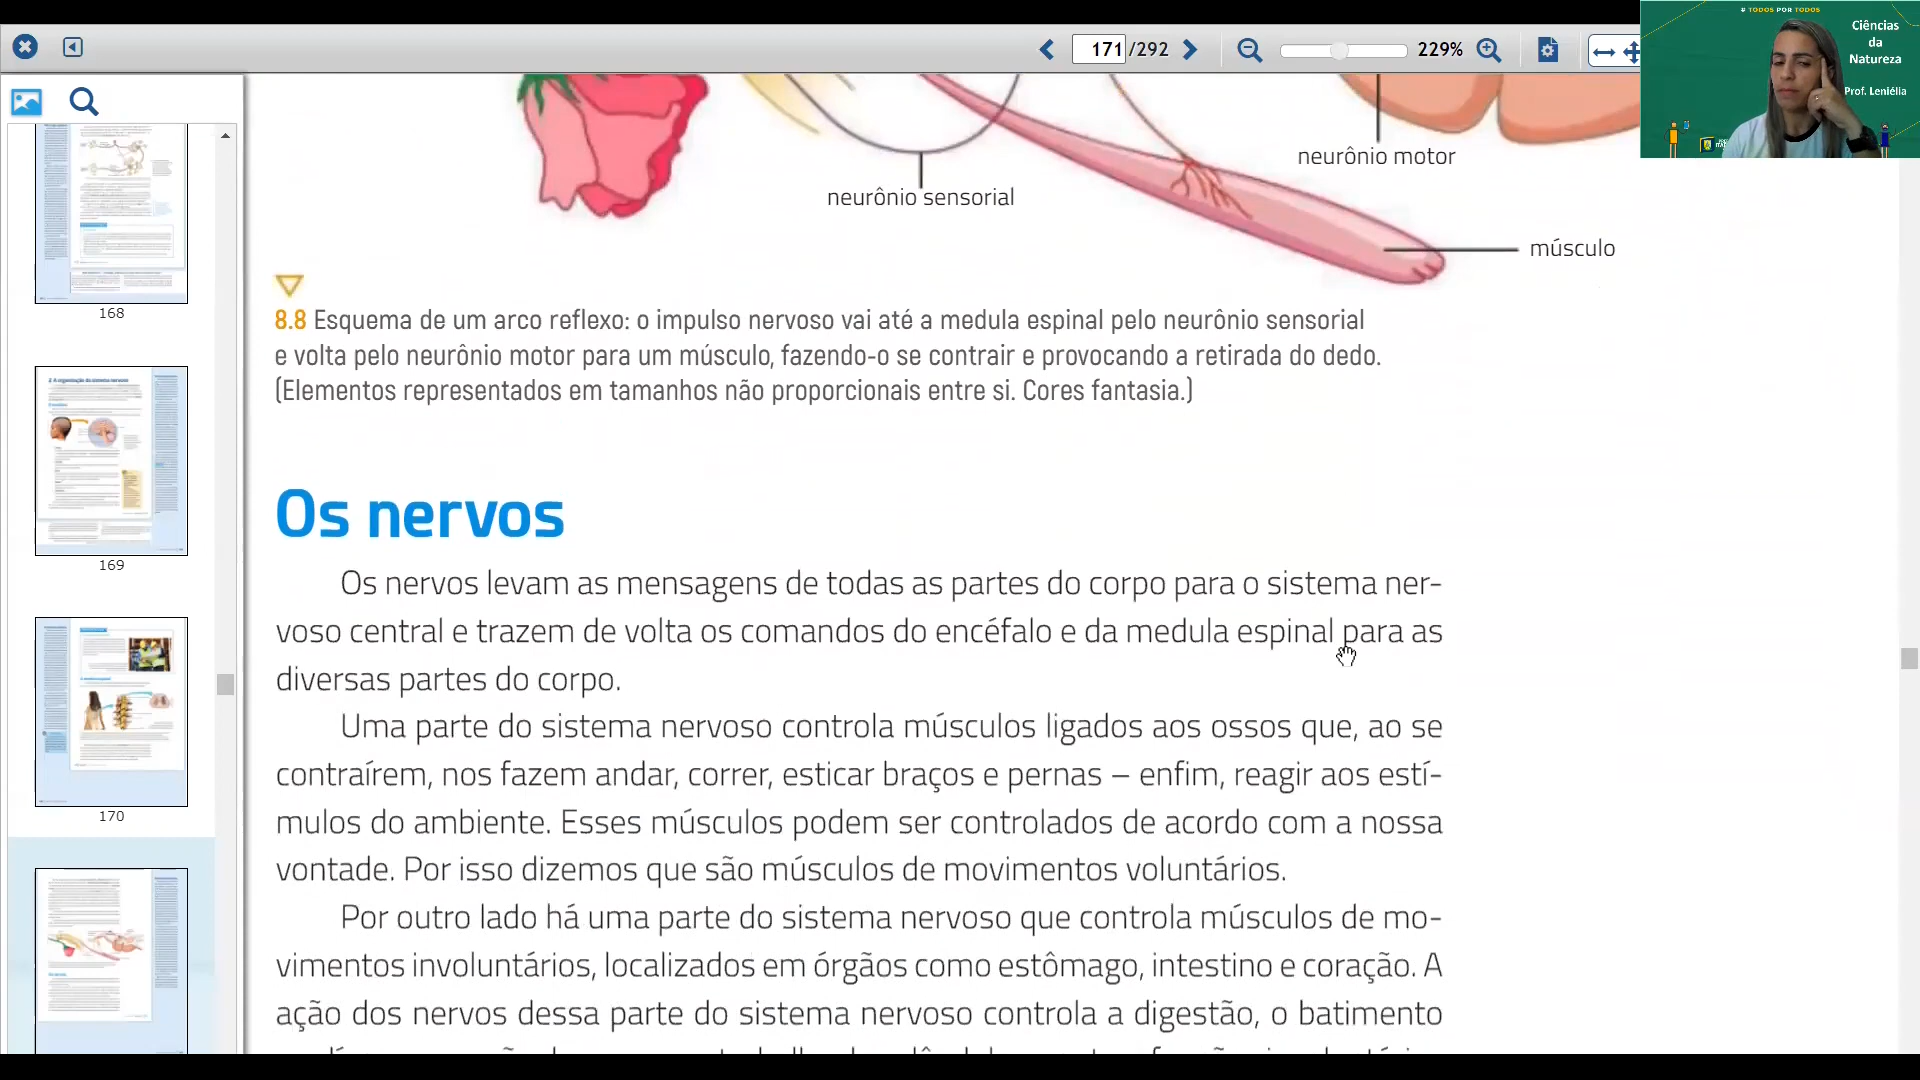 171 /292
229%
# TODOS POR TODOS
Ciências
da
Natureza
Prof. Leniélia
168
169
170
neurônio motor
neurônio sensorial
músculo
8.8 Esquema de um arco reflexo: o impulso nervoso vai até a medula espinal pelo neurônio sensorial
e volta pelo neurônio motor para um músculo, fazendo-o se contrair e provocando a retirada do dedo.
(Elementos representados em tamanhos não proporcionais entre si. Cores fantasia.)
Os nervos
Os nervos levam as mensagens de todas as partes do corpo para o sistema ner-
voso central e trazem de volta os comandos do encéfalo e da medula espinal para as
diversas partes do corpo.
Uma parte do sistema nervoso controla músculos ligados aos ossos que, ao se
contraírem, nos fazem andar, correr, esticar braços e pernas – enfim, reagir aos estí-
mulos do ambiente. Esses músculos podem ser controlados de acordo com a nossa
vontade. Por isso dizemos que são músculos de movimentos voluntários.
Por outro lado há uma parte do sistema nervoso que controla músculos de mo-
vimentos involuntários, localizados em órgãos como estômago, intestino e coração. A
ação dos nervos dessa parte do sistema nervoso controla a digestão, o batimento